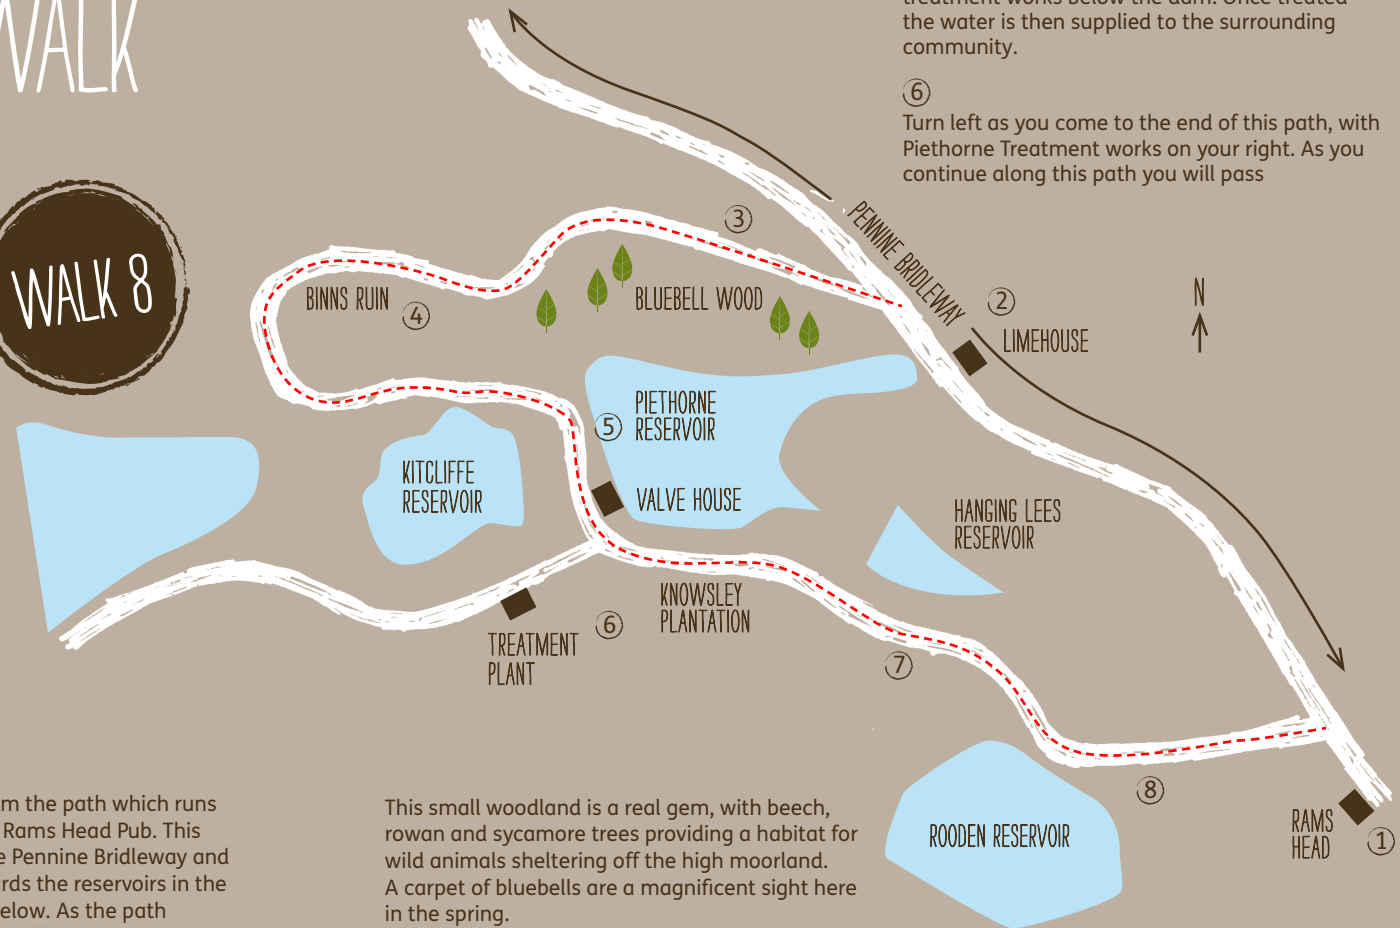 WALK
WALK 8
treatment works below the dam. Once treated
the water is then supplied to the surrounding
community.
6
Turn left as you come to the end of this path, with
Piethorne Treatment works on your right. As you
continue along this path you will pass
3
PENNINE BRIDLEWAY
N
2
LIMEHOUSE
BINNS RUIN
4
BLUEBELL WOOD
5
PIETHORNE
RESERVOIR
KITCLIFFE
RESERVOIR
VALVE HOUSE
HANGING LEES
RESERVOIR
KNOWSLEY
PLANTATION
6
TREATMENT
PLANT
7
8
ROODEN RESERVOIR
RAMS
HEAD
1
m the path which runs
Rams Head Pub. This
e Pennine Bridleway and
rds the reservoirs in the
elow. As the path
This small woodland is a real gem, with beech,
rowan and sycamore trees providing a habitat for
wild animals sheltering off the high moorland.
A carpet of bluebells are a magnificent sight here
in the spring.